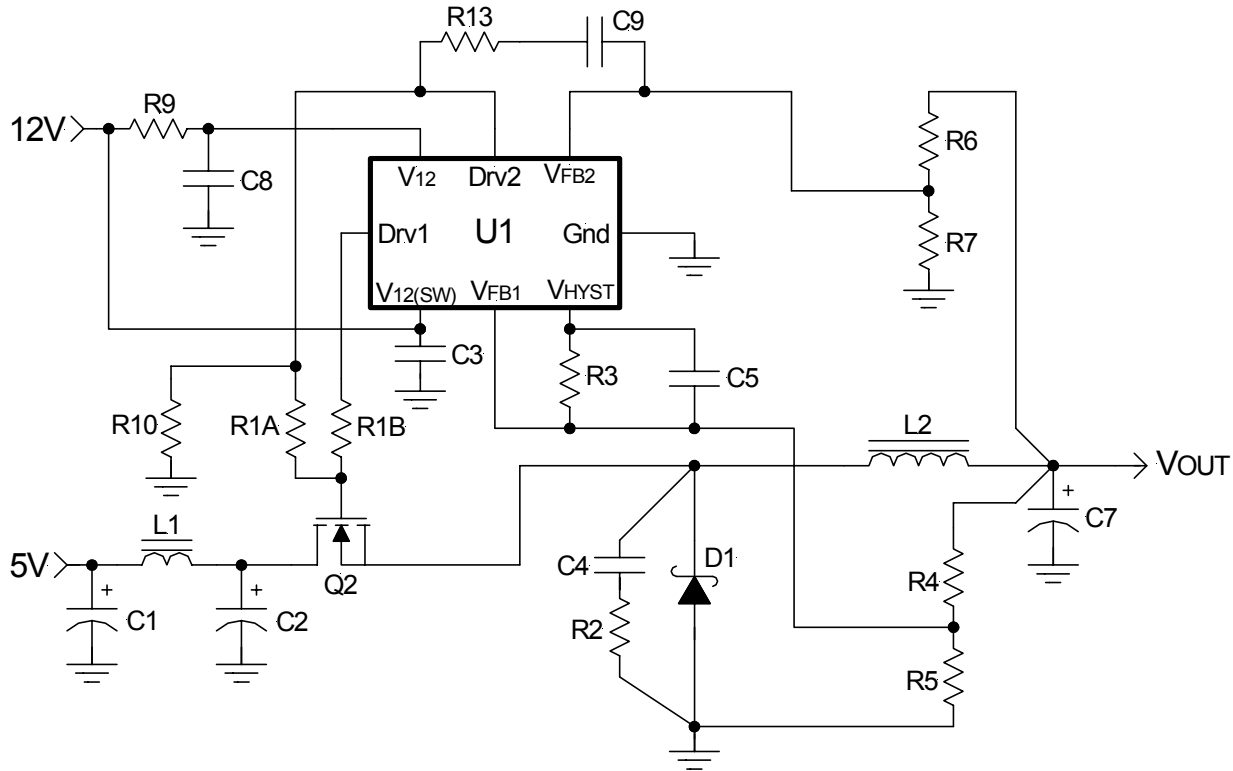 R13
C9
R9
12V
R6
C8
V12
Drv2
VFB2
Drv1
U1
Gnd
R7
V12(SW)
VFB1
VHYST
C3
R3
C5
R10
R1A
R1B
L2
VOUT
+
C7
L1
5V
C4
D1
Q2
R4
+
C1
+
C2
R2
R5